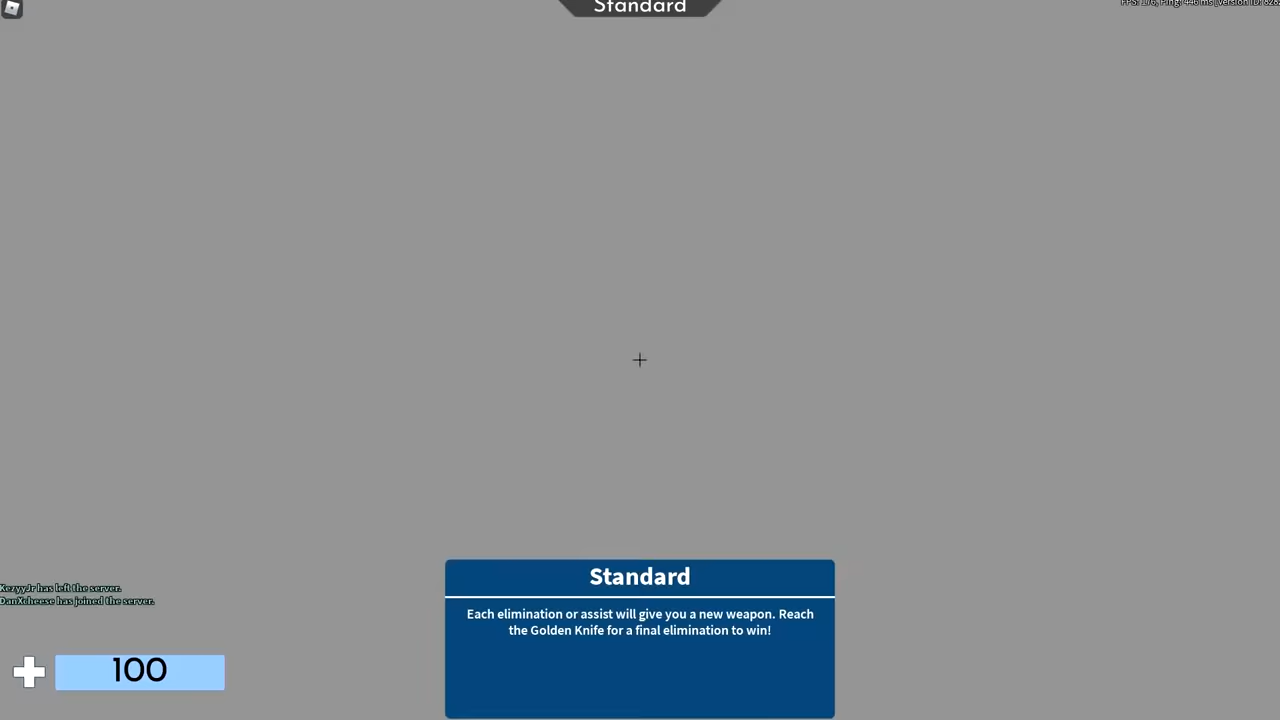 Standard
Standard
Each elimination or assist will give you a new weapon. Reach
the Golden Knife for a final elimination to win!
KezyyJr has left the server.
DanXcheese has joined the server.
100